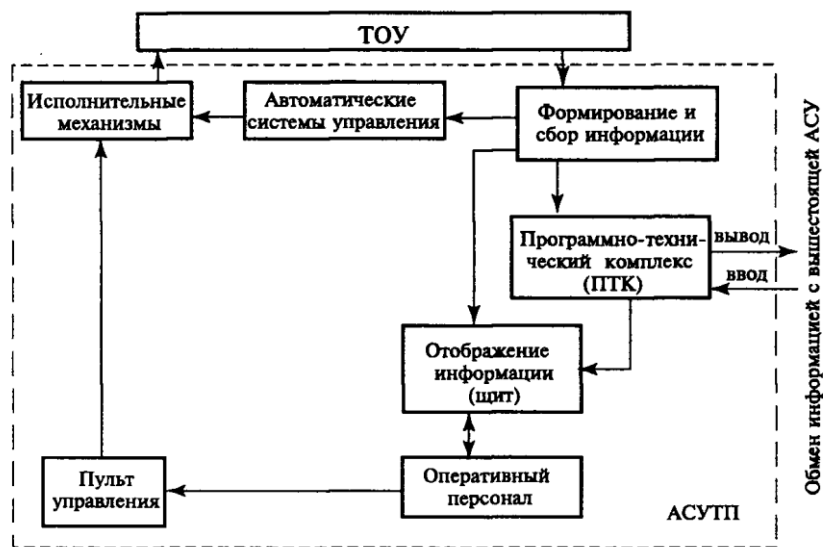 ТОУ
Исполнительные
механизмы
Автоматические
системы управления
Формирование и
сбор информации
Программно-техни-
ческий комплекс
(ПТК)
вывод
ввод
Обмен информацией с вышестоящей АСУ
Отображение
информации
(щит)
Пульт
управления
Оперативный
персонал
АСУТП